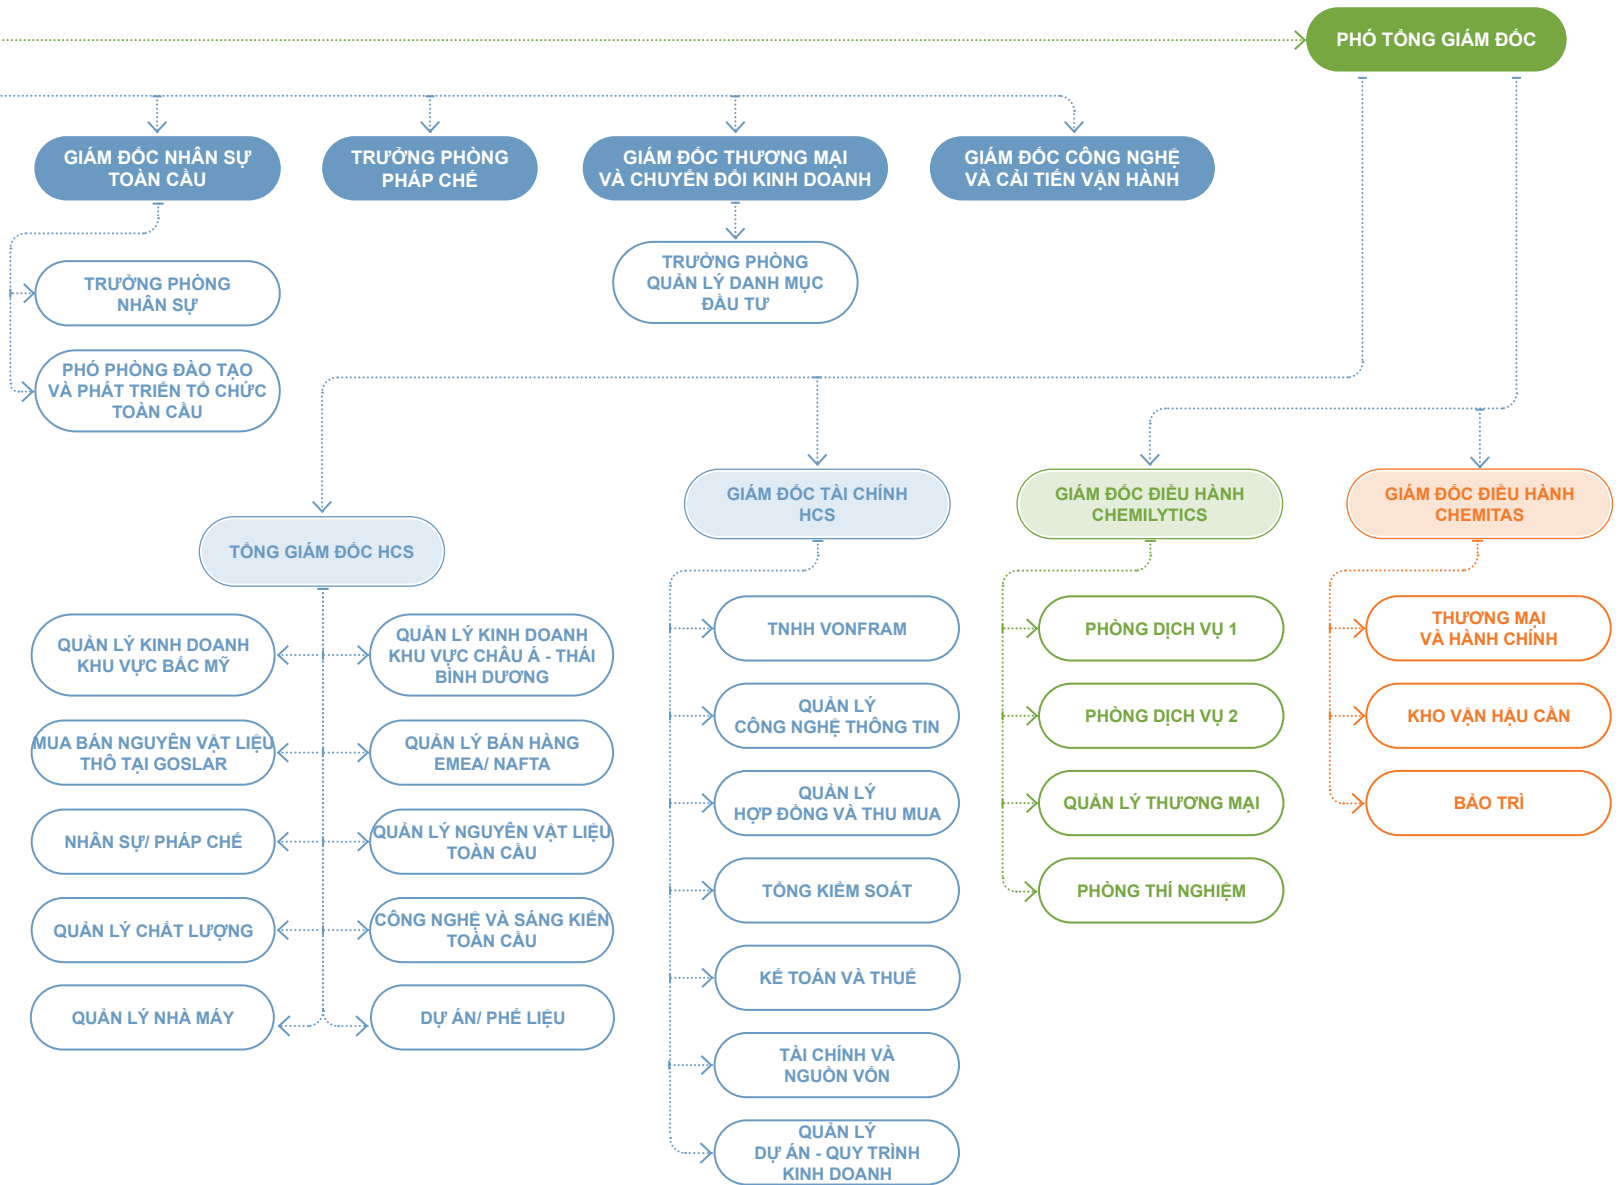 PHÓ TỔNG GIÁM ĐỐC
GIÁM ĐỐC NHÂN SỰ
TOÀN CẦU
TRƯỞNG PHÒNG
PHÁP CHẾ
GIÁM ĐỐC THƯƠNG MẠI
VÀ CHUYỂN ĐỔI KINH DOANH
GIÁM ĐỐC CÔNG NGHỆ
VÀ CẢI TIẾN VẬN HÀNH
TRƯỞNG PHÒNG
NHÂN SỰ
PHÓ PHÒNG ĐÀO TẠO
VÀ PHÁT TRIỂN TỔ CHỨC
TOÀN CẦU
TRƯỞNG PHÒNG
QUẢN LÝ DANH MỤC
ĐẦU TƯ
TỔNG GIÁM ĐỐC HCS
QUẢN LÝ KINH DOANH
KHU VỰC BẮC MỸ
QUẢN LÝ KINH DOANH
KHU VỰC CHÂU Á - THÁI
BÌNH DƯƠNG
MUA BÁN NGUYÊN VẬT LIỆU
THÔ TẠI GOSLAR
QUẢN LÝ BÁN HÀNG
EMEA/ NAFTA
NHÂN SỰ/ PHÁP CHẾ
QUẢN LÝ NGUYÊN VẬT LIỆU
TOÀN CẦU
QUẢN LÝ CHẤT LƯỢNG
CÔNG NGHỆ VÀ SÁNG KIẾN
TOÀN CẦU
QUẢN LÝ NHÀ MÁY
DỰ ÁN/ PHẾ LIỆU
GIÁM ĐỐC TÀI CHÍNH
HCS
TNHH VONFRAM
QUẢN LÝ
CÔNG NGHỆ THÔNG TIN
QUẢN LÝ
HỢP ĐỒNG VÀ THU MUA
TỔNG KIỂM SOÁT
KẾ TOÁN VÀ THUẾ
TÀI CHÍNH VÀ
NGUỒN VỐN
QUẢN LÝ
DỰ ÁN - QUY TRÌNH
KINH DOANH
GIÁM ĐỐC ĐIỀU HÀNH
CHEMILYTICS
PHÒNG DỊCH VỤ 1
PHÒNG DỊCH VỤ 2
QUẢN LÝ THƯƠNG MẠI
PHÒNG THÍ NGHIỆM
GIÁM ĐỐC ĐIỀU HÀNH
CHEMITAS
THƯƠNG MẠI
VÀ HÀNH CHÍNH
KHO VẬN HẬU CẦN
BẢO TRÌ